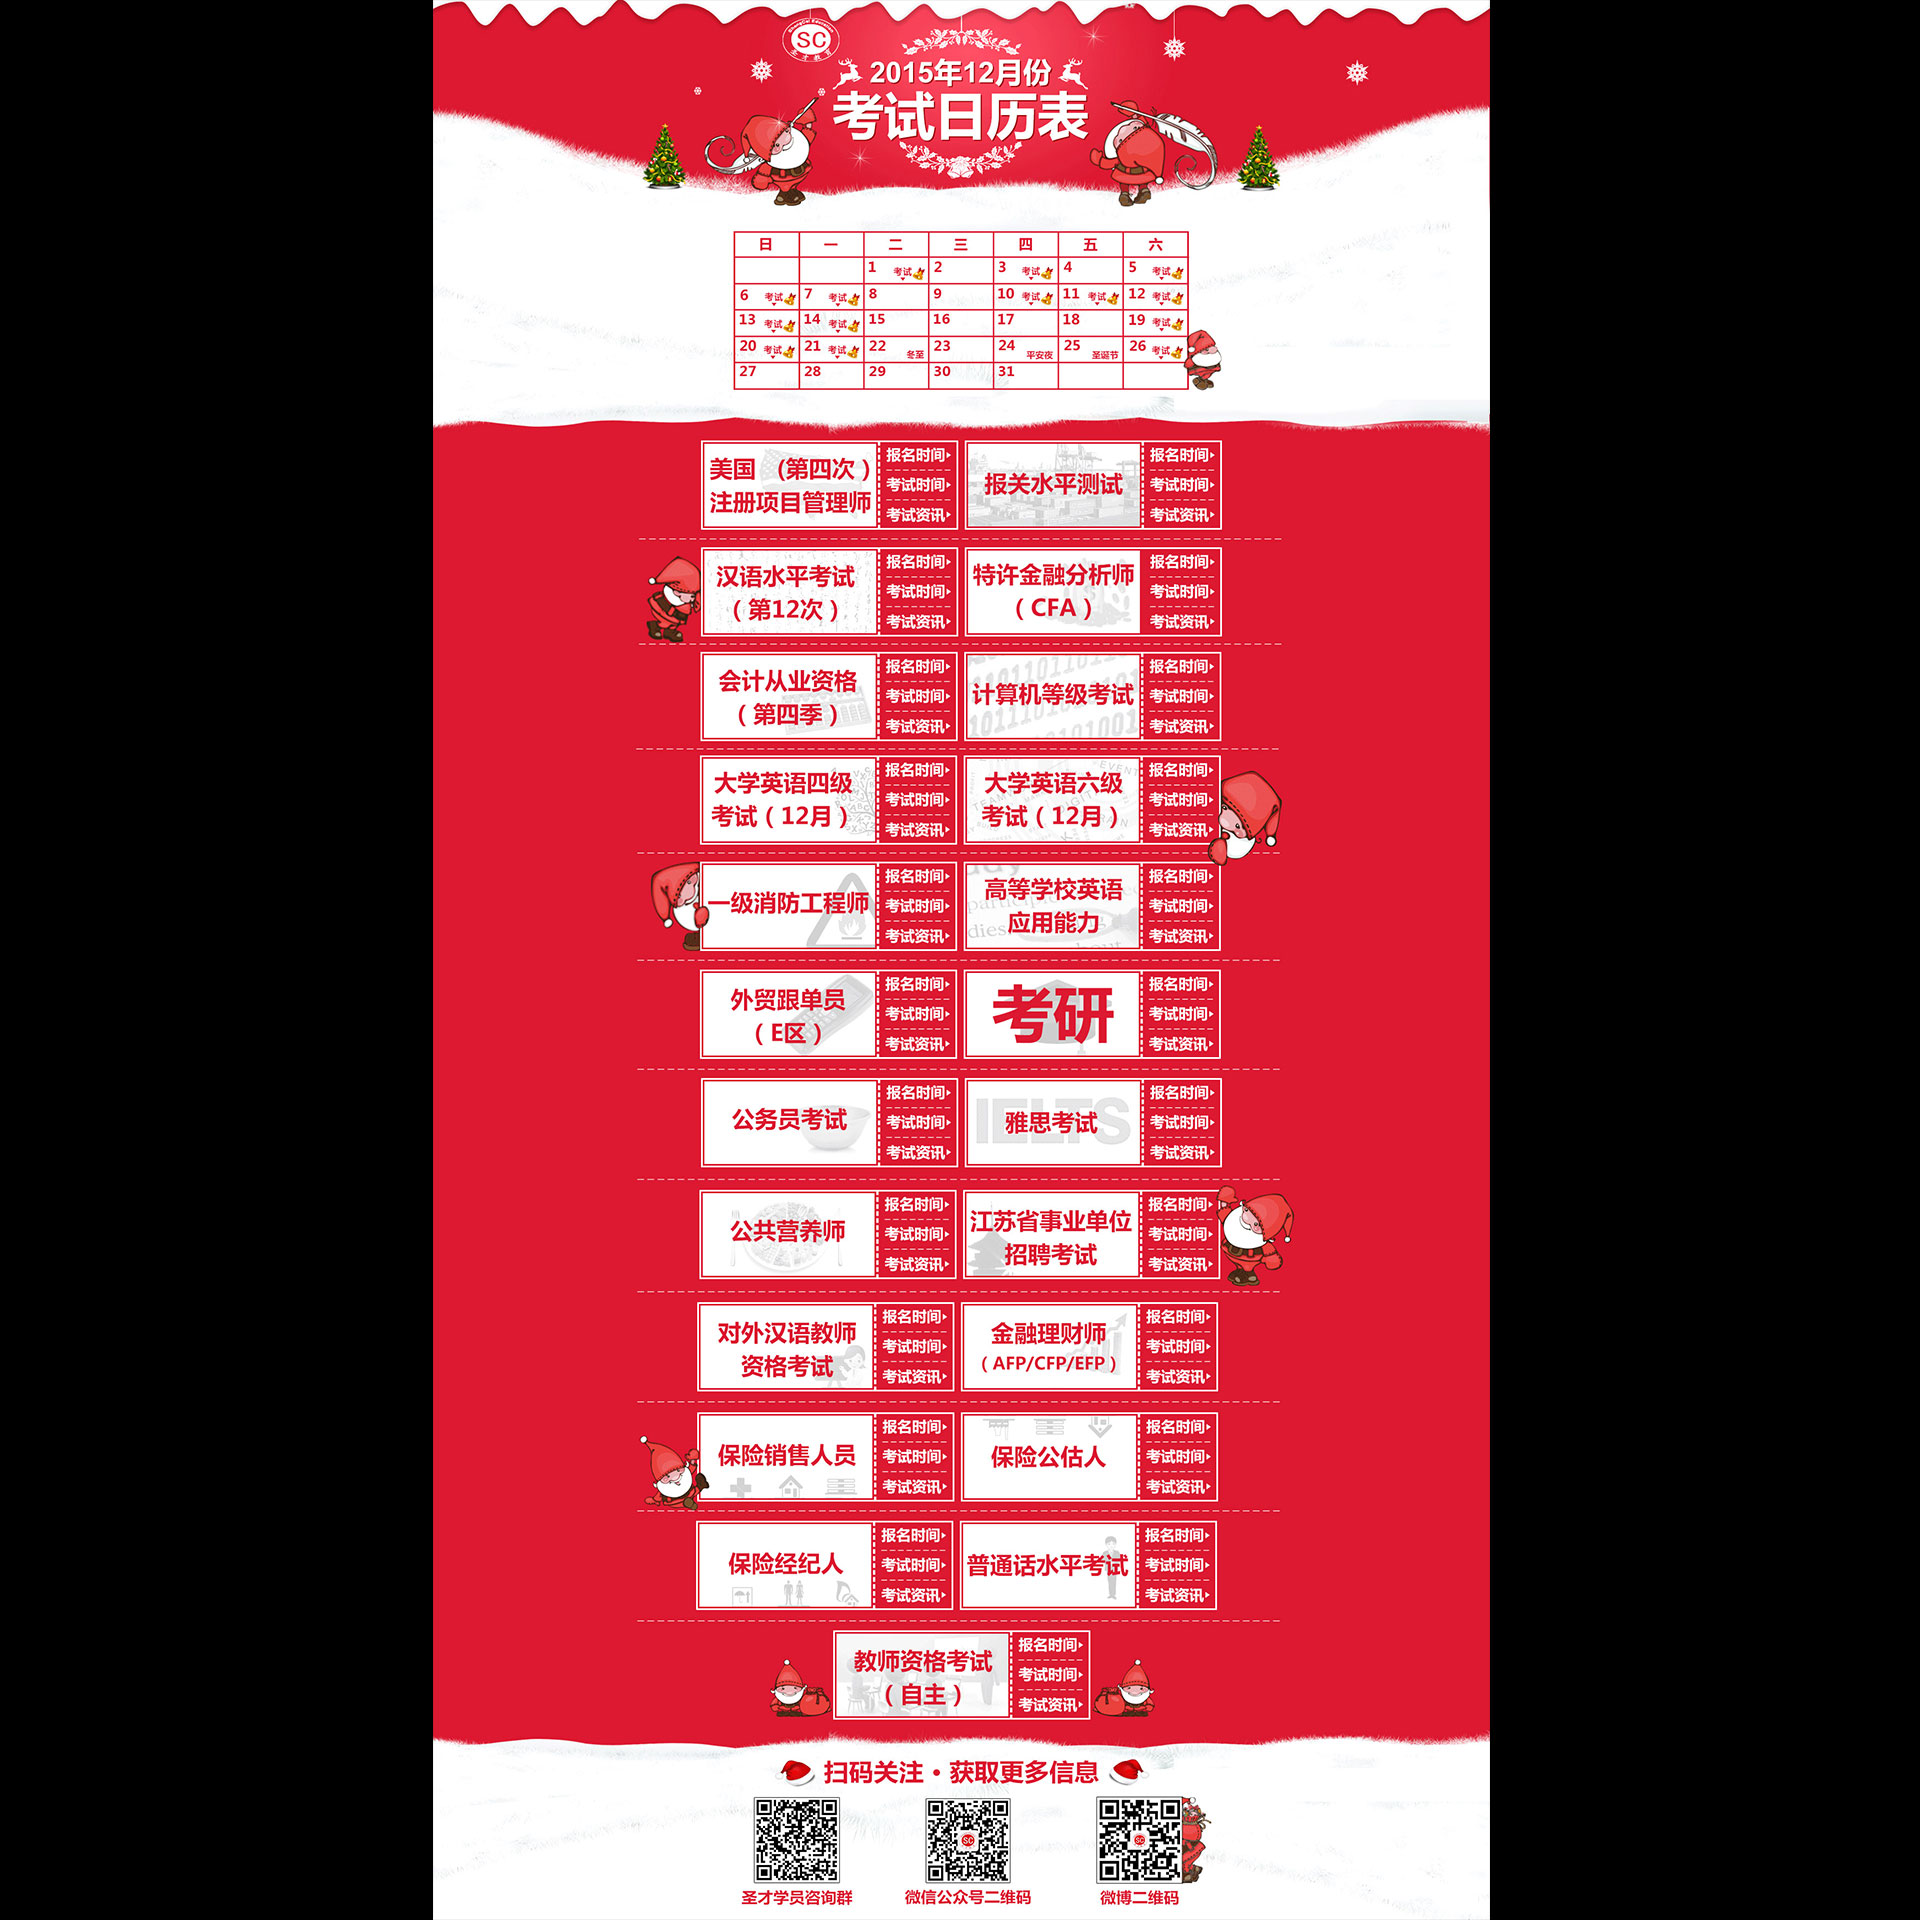 ShengCai Education
SC
圣才教育
2015年12月份
考试日历表
日 一 二 三 四 五 六
1 考试 2 3 考试 4 5 考试
6 考试 7 考试 8 9 10 考试 11 考试 12 考试
13 考试 14 考试 15 16 17 18 19 考试
20 考试 21 考试 22 冬至 23 24 平安夜 25 圣诞节 26 考试
27 28 29 30 31
美国 (第四次)
注册项目管理师
报名时间
考试时间
考试资讯
报关水平测试
报名时间
考试时间
考试资讯
汉语水平考试
(第12次)
报名时间
考试时间
考试资讯
特许金融分析师
(CFA)
报名时间
考试时间
考试资讯
会计从业资格
(第四季)
报名时间
考试时间
考试资讯
计算机等级考试
报名时间
考试时间
考试资讯
大学英语四级
考试(12月)
报名时间
考试时间
考试资讯
大学英语六级
考试(12月)
报名时间
考试时间
考试资讯
一级消防工程师
报名时间
考试时间
考试资讯
高等学校英语
应用能力
报名时间
考试时间
考试资讯
外贸跟单员
(E区)
报名时间
考试时间
考试资讯
考研
报名时间
考试时间
考试资讯
公务员考试
报名时间
考试时间
考试资讯
IELTS
雅思考试
报名时间
考试时间
考试资讯
公共营养师
报名时间
考试时间
考试资讯
江苏省事业单位
招聘考试
报名时间
考试时间
考试资讯
对外汉语教师
资格考试
报名时间
考试时间
考试资讯
金融理财师
(AFP/CFP/EFP)
报名时间
考试时间
考试资讯
保险销售人员
报名时间
考试时间
考试资讯
保险公估人
报名时间
考试时间
考试资讯
保险经纪人
报名时间
考试时间
考试资讯
普通话水平考试
报名时间
考试时间
考试资讯
教师资格考试
(自主)
报名时间
考试时间
考试资讯
扫码关注·获取更多信息
SC
SC
圣才学员咨询群
微信公众号二维码
微博二维码